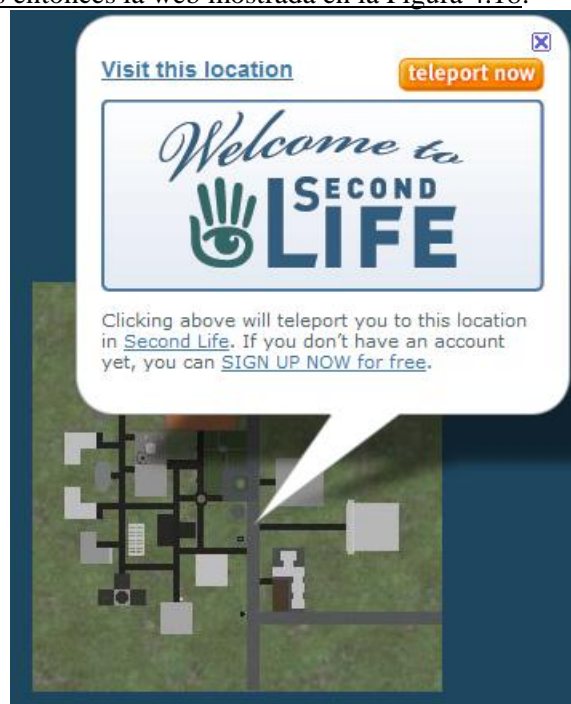 s entonces la web mostrada en la Figura 4.18.
Visit this location
teleport now
Welcome to
SECOND
LIFE
Clicking above will teleport you to this location
in Second Life. If you don't have an account
yet, you can SIGN UP NOW for free.